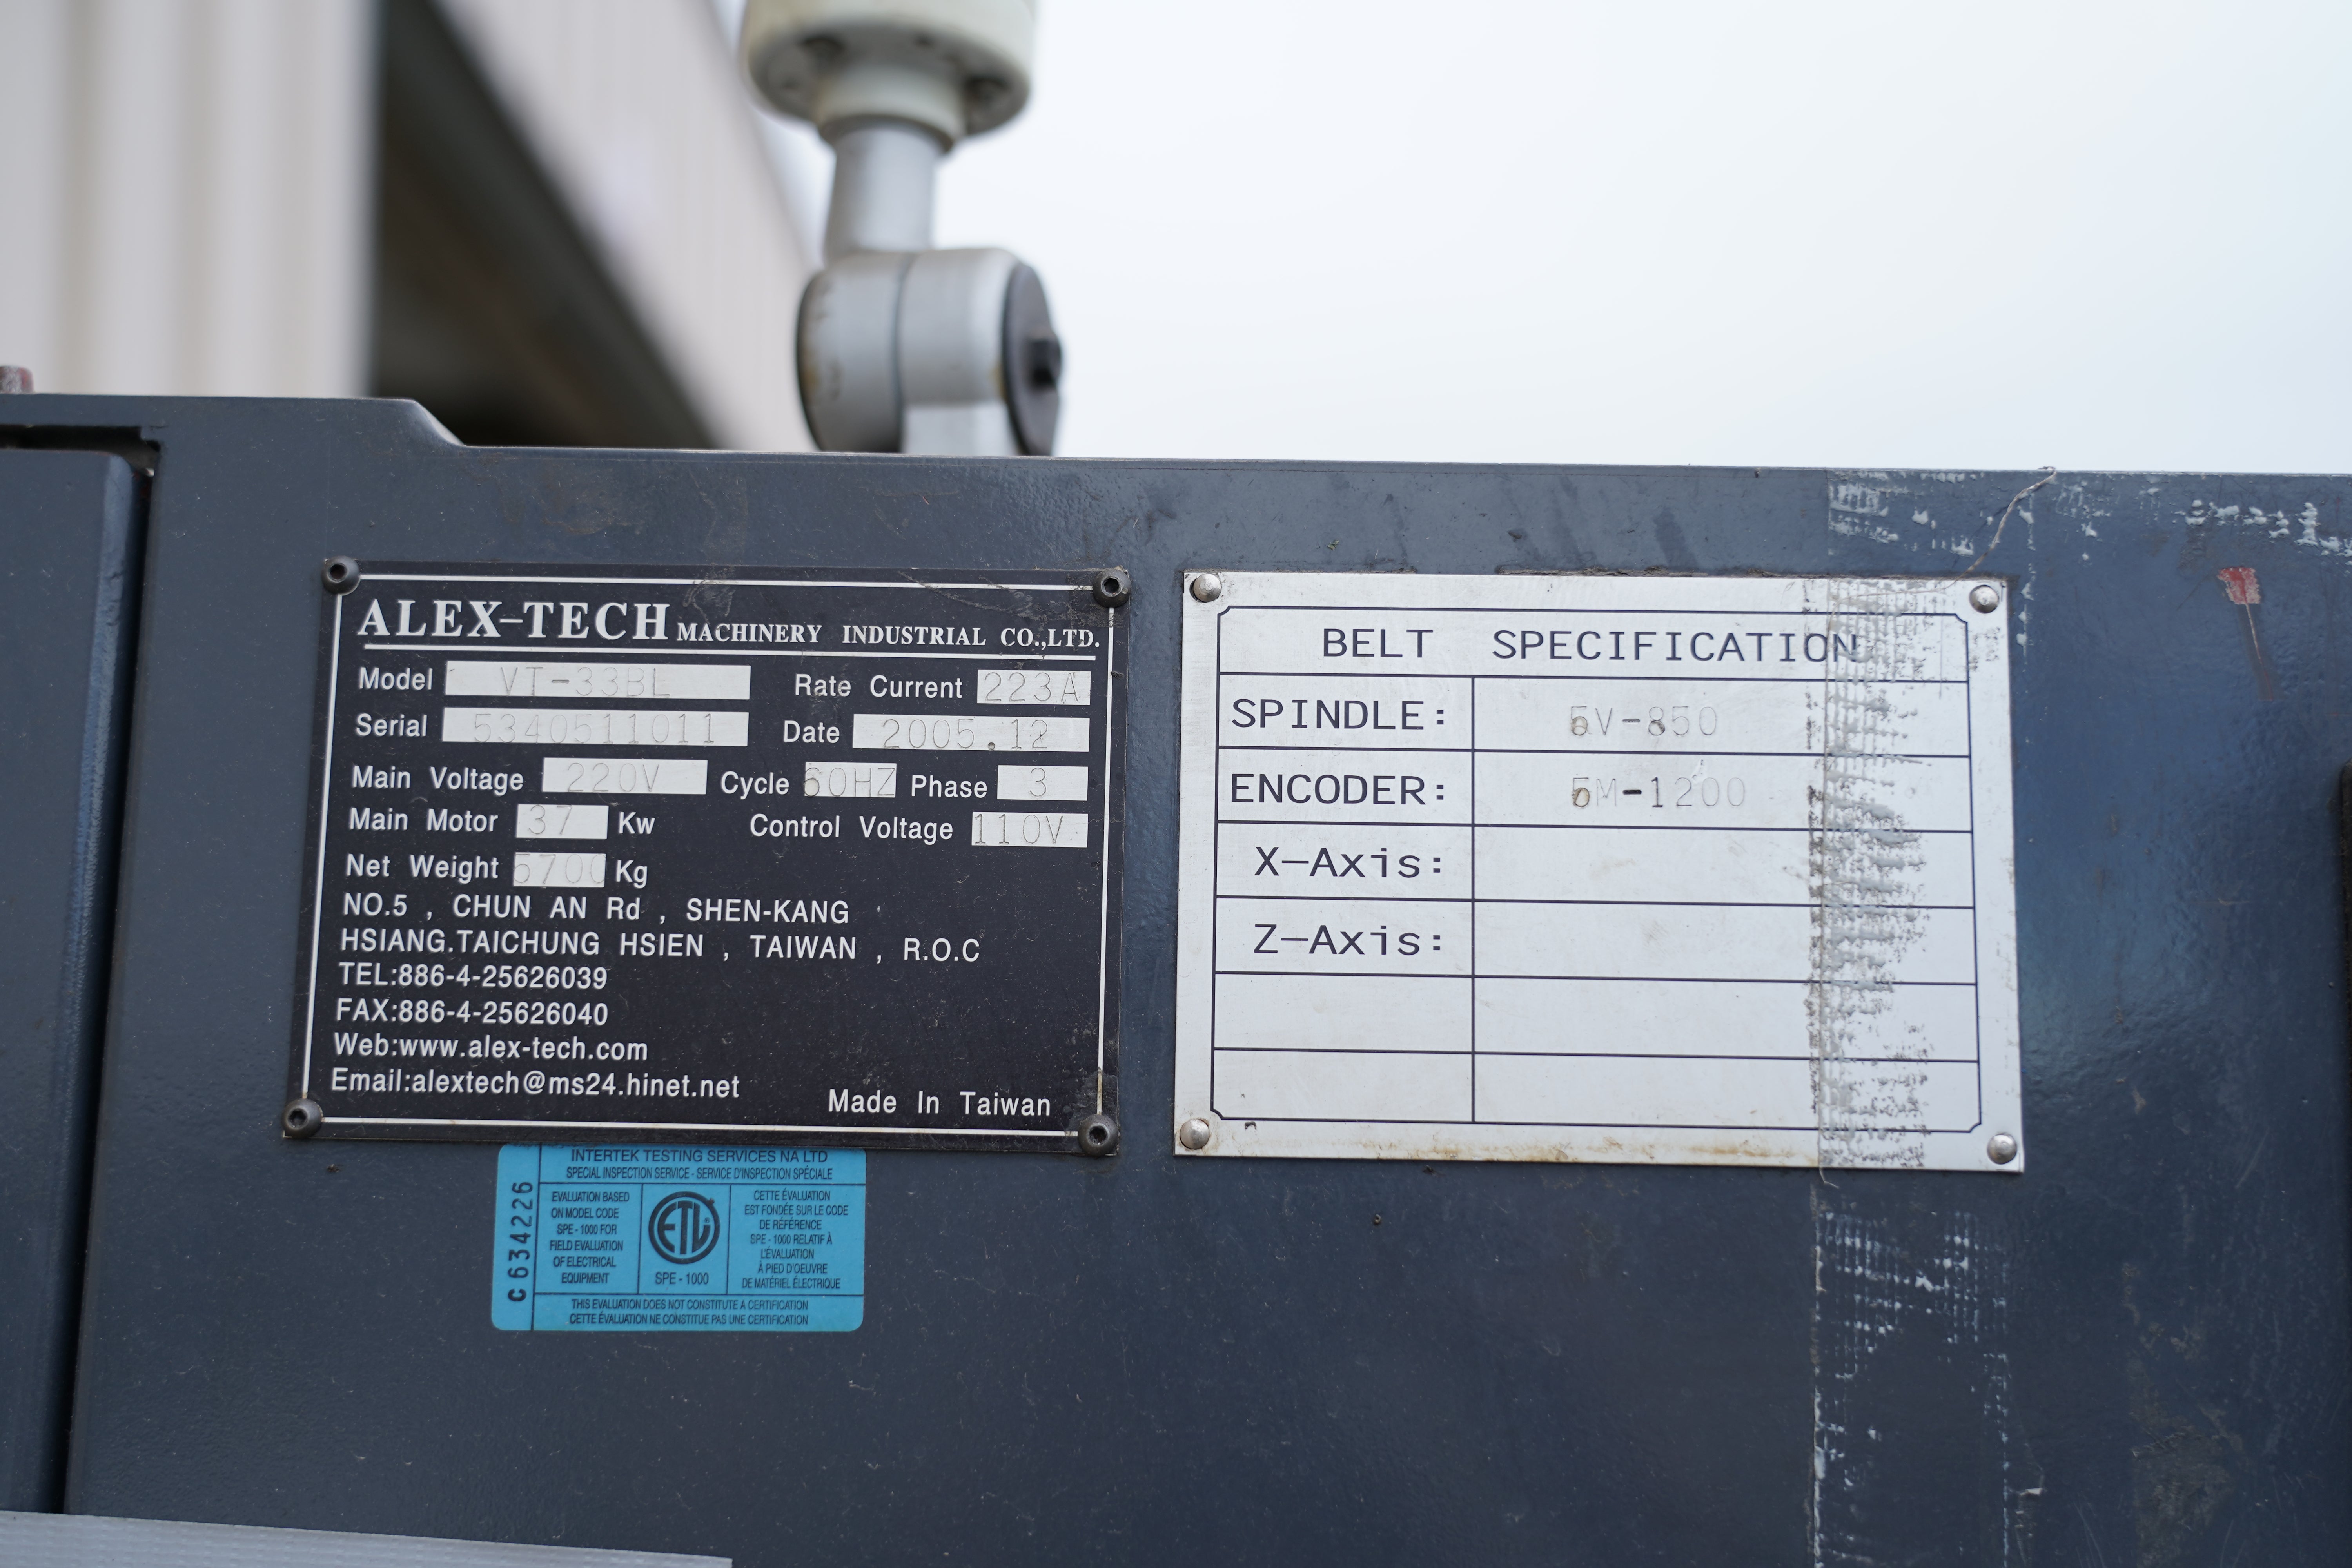 ALEX-TECH MACHINERY INDUSTRIAL CO.,LTD.
Model VT-33BL Rate Current 223A
Serial 5340511011 Date 2005.12
Main Voltage 220V Cycle 60HZ Phase 3
Main Motor 37 Kw Control Voltage 110V
Net Weight Kg
NO.5 , CHUN AN Rd , SHEN-KANG
HSIANG.TAICHUNG HSIEN , TAIWAN , R.O.C
TEL:886-4-25626039
FAX:886-4-25626040
Web:www.alex-tech.com
Email:alextech@ms24.hinet.net
Made In Taiwan
BELT SPECIFICATION
SPINDLE: 5V-850
ENCODER: 5M-1200
X-Axis:
Z-Axis:
C634226
INTERTEK TESTING SERVICES NA LTD
SPECIAL INSPECTION SERVICE - SERVICE D'INSPECTION SPÉCIALE
EVALUATION BASED
ON MODEL CODE
SPE - 1000 FOR
FIELD EVALUATION
OF ELECTRICAL
EQUIPMENT
ETL
SPE - 1000
CETTE ÉVALUATION
EST FONDÉE SUR LE CODE
DE RÉFÉRENCE
SPE - 1000 RELATIF À
L'ÉVALUATION
À PIED D'OEUVRE
DE MATÉRIEL ÉLECTRIQUE
THIS EVALUATION DOES NOT CONSTITUTE A CERTIFICATION
CETTE ÉVALUATION NE CONSTITUE PAS UNE CERTIFICATION